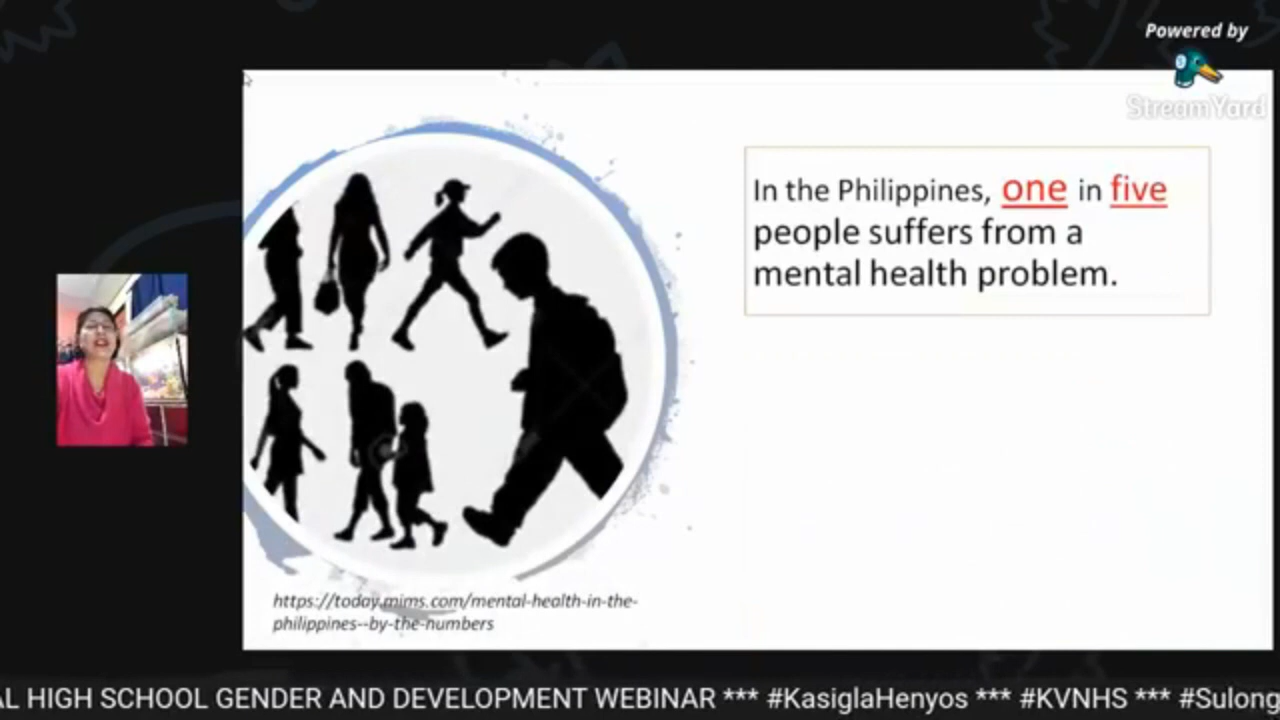 Powered by
StreamYard
In the Philippines, one in five
people suffers from a
mental health problem.
https://today.mims.com/mental-health-in-the-
philippines--by-the-numbers
AL HIGH SCHOOL GENDER AND DEVELOPMENT WEBINAR *** #KasiglaHenyos *** #KVNHS *** #Sulong